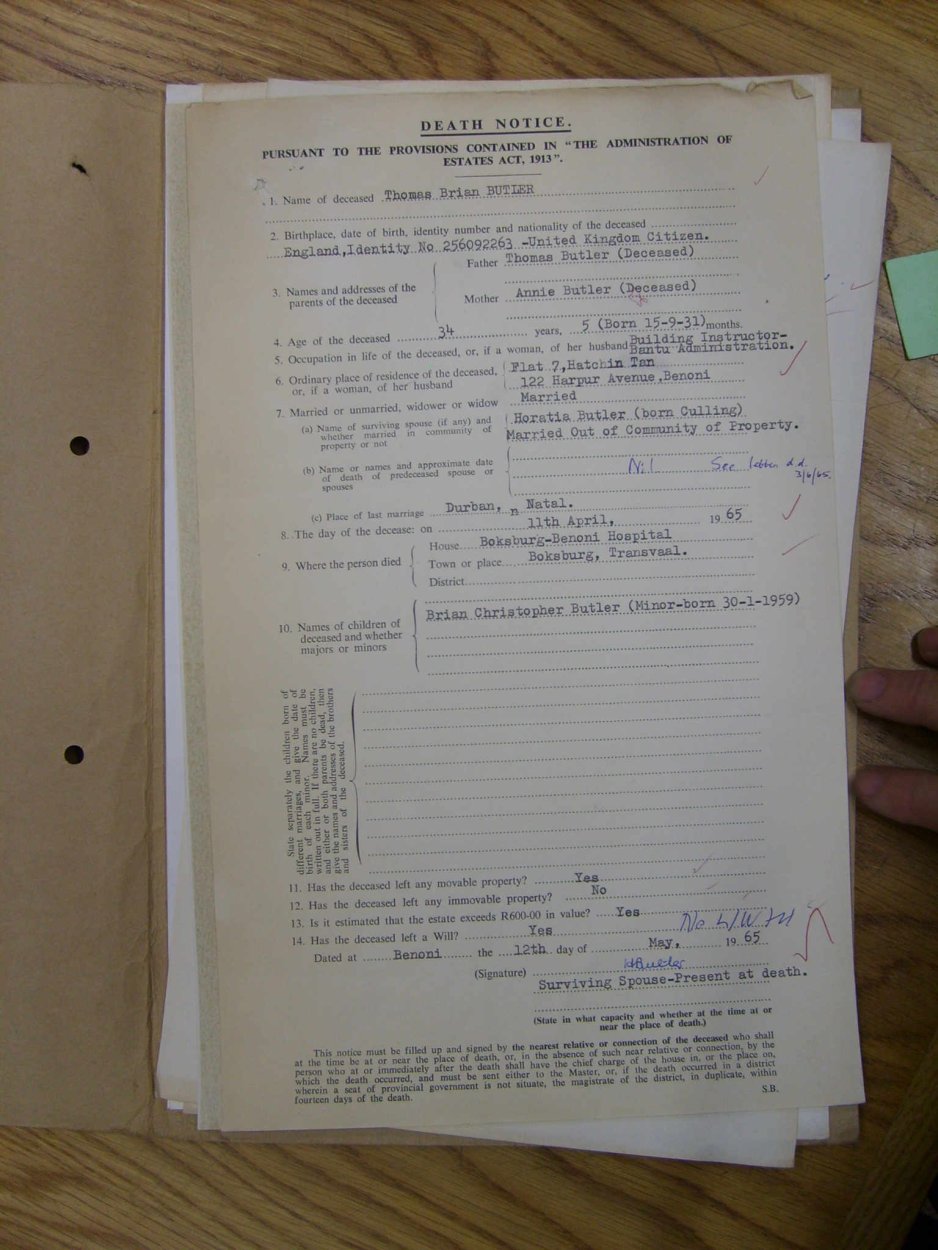 DEATH NOTICE.
PURSUANT TO THE PROVISIONS CONTAINED IN "THE ADMINISTRATION OF
ESTATES ACT, 1913".
1. Name of deceased Thomas Brian BUTLER
2. Birthplace, date of birth, identity number and nationality of the deceased
England,Identity No 256092263 -United Kingdom Citizen.
Father Thomas Butler (Deceased)
3. Names and addresses of the
parents of the deceased
Mother Annie Butler (Deceased)
4. Age of the deceased 34 years, 5 (Born 15-9-31) months.
5. Occupation in life of the deceased, or, if a woman, of her husband Building Instructor-
Bantu Administration.
6. Ordinary place of residence of the deceased, Flat 7,Hatchin Tan
or, if a woman, of her husband 122 Harpur Avenue,Benoni
7. Married or unmarried, widower or widow Married
(a) Name of surviving spouse (if any) and Horatia Butler (born Culling)
whether married in community of Married Out of Community of Property.
property or not
(b) Name or names and approximate date Nil See letter d.d.
of death of predeceased spouse or 3/6/65.
spouses
(c) Place of last marriage Durban, n Natal.
8. The day of the decease: on 11th April, 1965
House Boksburg-Benoni Hospital
9. Where the person died Town or place Boksburg, Transvaal.
District
Brian Christopher Butler (Minor-born 30-1-1959)
10. Names of children of
deceased and whether
majors or minors
State separately the children born of
different marriages, and give the date of
birth of each minor. Names must be
written out in full. If there are no children,
and either or both parents be dead, then
give the names and addresses of the brothers
and sisters of the deceased.
11. Has the deceased left any movable property? Yes
12. Has the deceased left any immovable property? No
13. Is it estimated that the estate exceeds R600-00 in value? Yes
14. Has the deceased left a Will? Yes No
Dated at Benoni the 12th day of May, 1965
(Signature) HButler
Surviving Spouse-Present at death.
(State in what capacity and whether at the time at or
near the place of death.)
This notice must be filled up and signed by the nearest relative or connection of the deceased who shall
at the time be at or near the place of death, or, in the absence of such near relative or connection, by the
person who at or immediately after the death shall have the chief charge of the house in, or the place on,
which the death occurred, and must be sent either to the Master, or, if the death occurred in a district
wherein a seat of provincial government is not situate, the magistrate of the district, in duplicate, within
fourteen days of the death.
S.B.